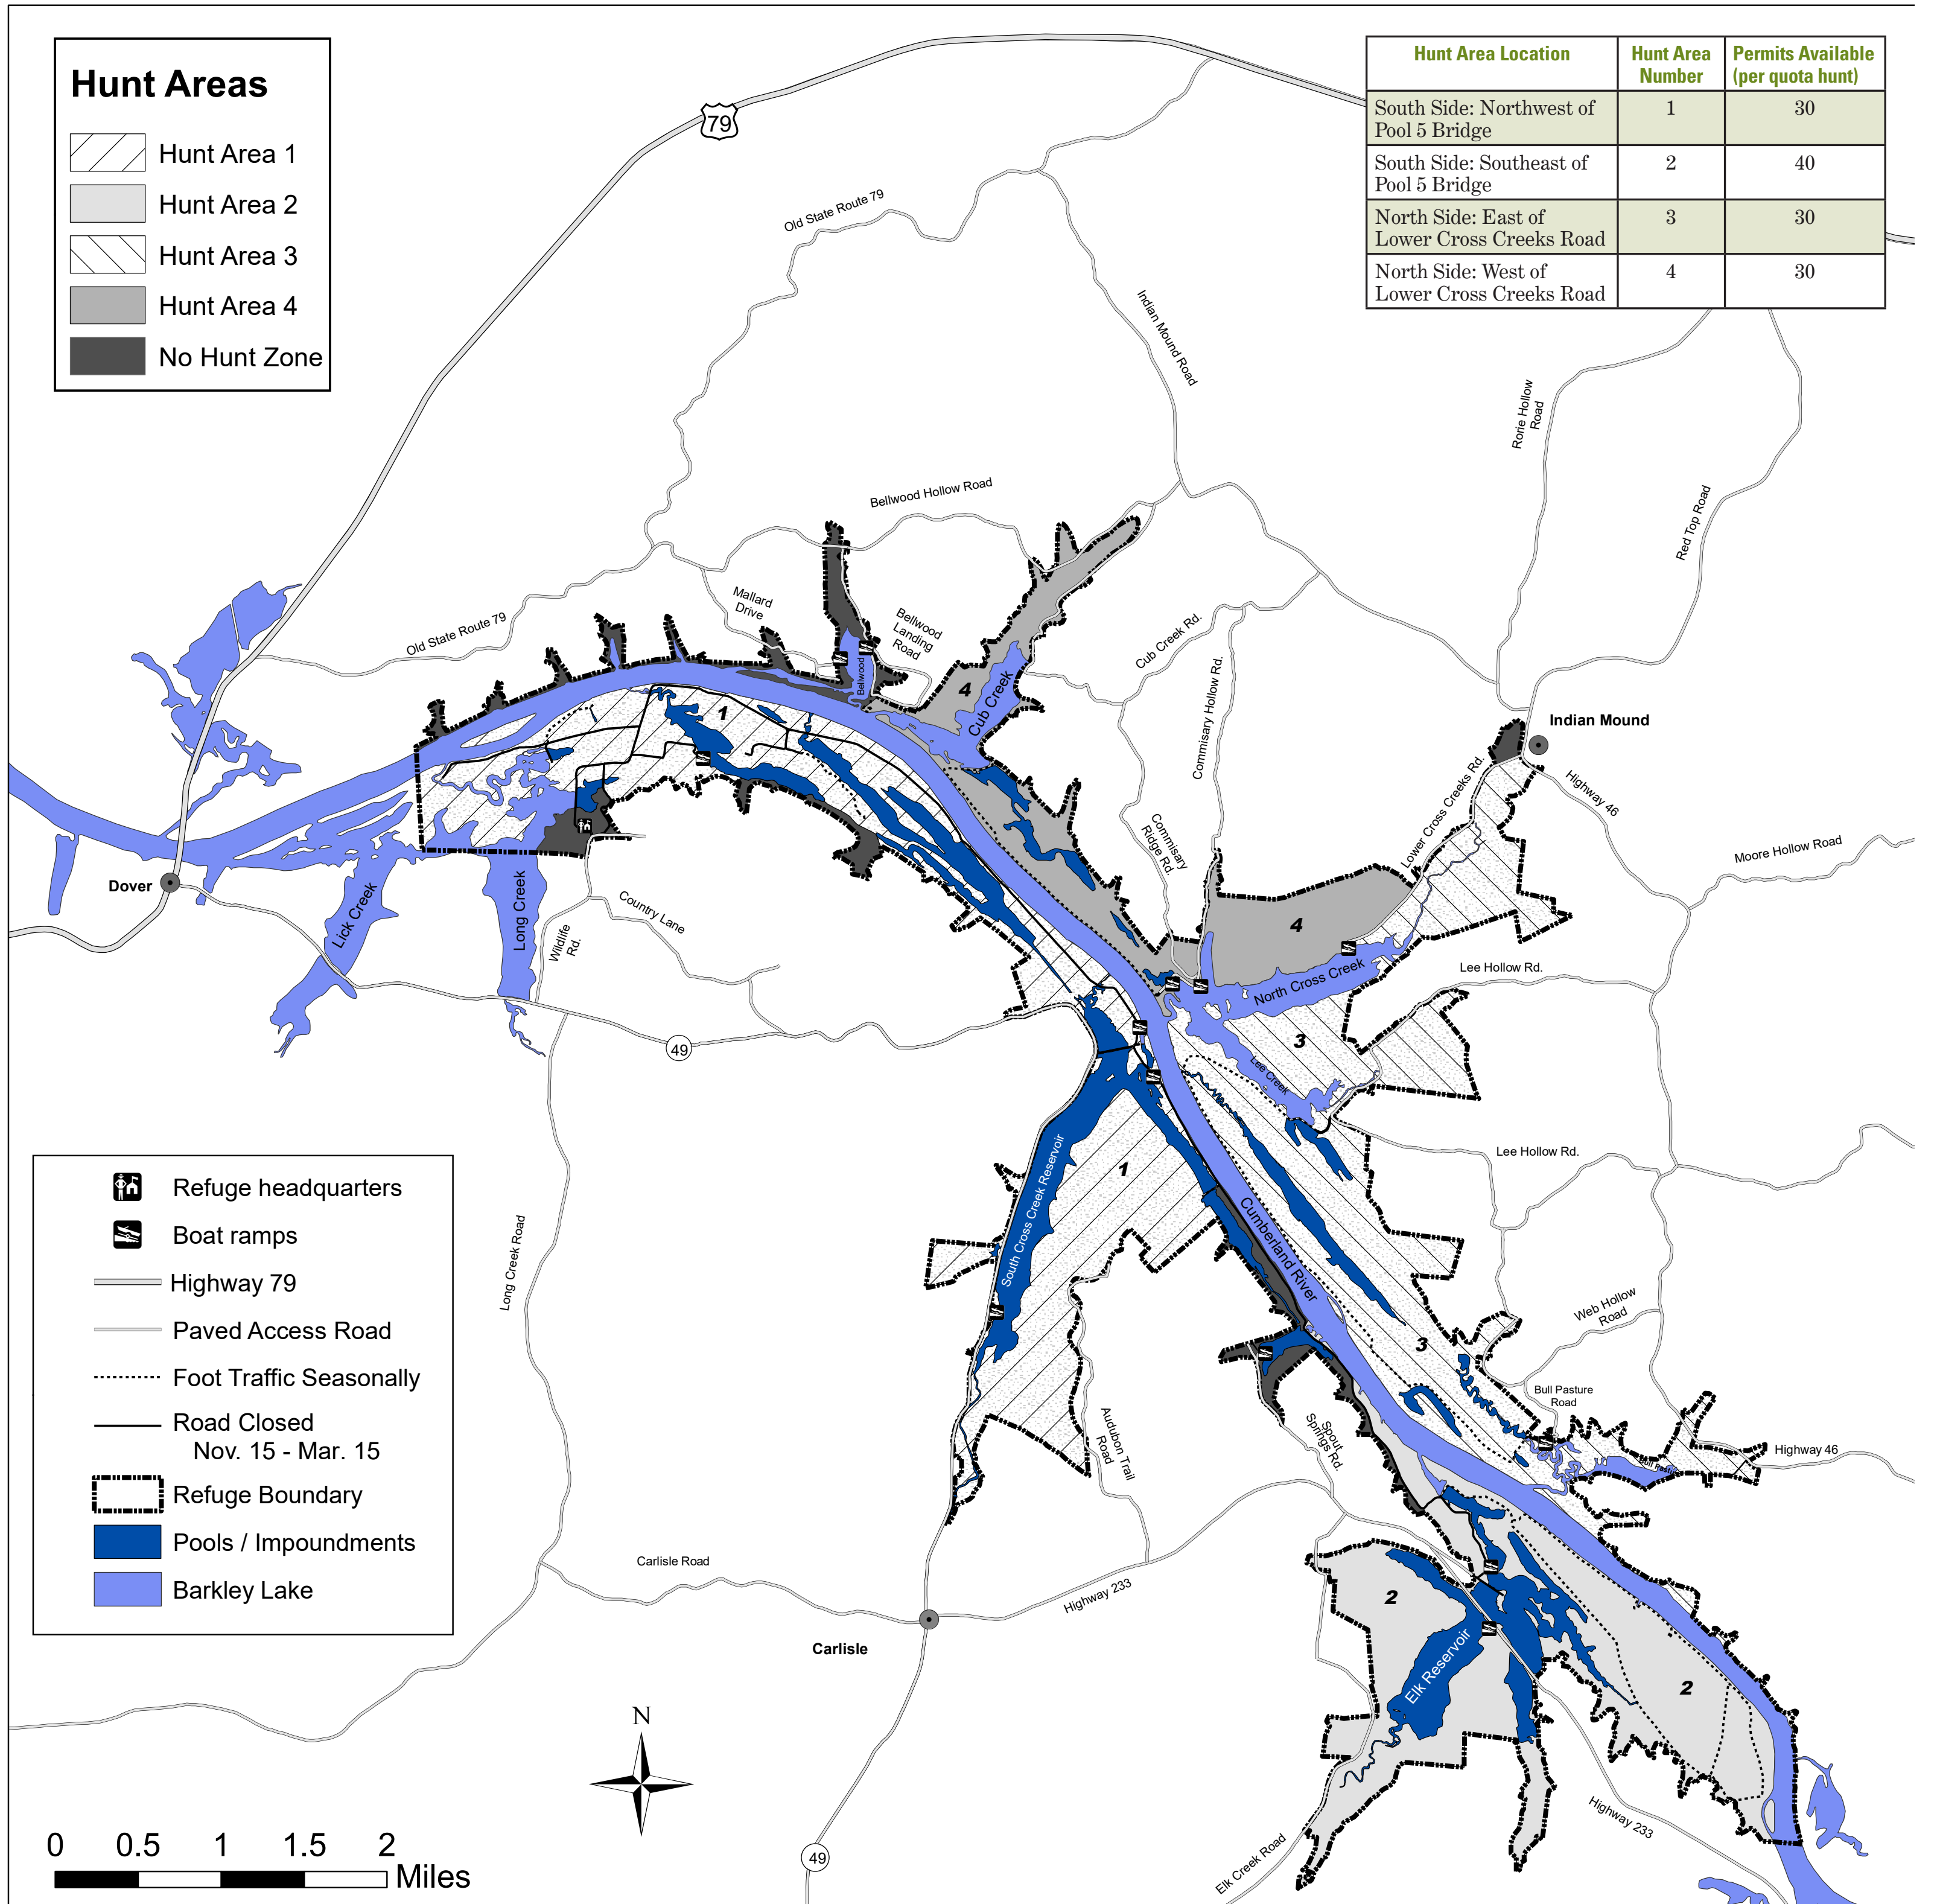 Hunt Areas
Hunt Area 1
Hunt Area 2
Hunt Area 3
Hunt Area 4
No Hunt Zone
Hunt Area Location
Hunt Area
Number
Permits Available
(per quota hunt)
South Side: Northwest of
Pool 5 Bridge
1
30
South Side: Southeast of
Pool 5 Bridge
2
40
North Side: East of
Lower Cross Creeks Road
3
30
North Side: West of
Lower Cross Creeks Road
4
30
79
Old State Route 79
Indian Mound Road
Rorie Hollow
Road
Red Top Road
Bellwood Hollow Road
Mallard
Drive
Bellwood
Landing
Road
Old State Route 79
Cub Creek Rd.
Commisary Hollow Rd.
Bellwood
4
Cub Creek
1
Indian Mound
Highway 46
Lower Cross Creeks Rd.
Moore Hollow Road
Commisary
Ridge Rd.
Dover
Lick Creek
Long Creek
Wildlife
Rd.
Country Lane
4
North Cross Creek
Lee Hollow Rd.
49
3
Lee Creek
1
South Cross Creek Reservoir
Lee Hollow Rd.
Cumberland River
Long Creek Road
3
Web Hollow
Road
Bull Pasture
Road
Highway 46
Audubon Trail
Road
Spout
Springs Rd.
Carlisle Road
Highway 233
Carlisle
2
Elk Reservoir
2
Highway 233
Elk Creek Road
49
Refuge headquarters
Boat ramps
Highway 79
Paved Access Road
Foot Traffic Seasonally
Road Closed
Nov. 15 - Mar. 15
Refuge Boundary
Pools / Impoundments
Barkley Lake
N
0 0.5 1 1.5 2
Miles